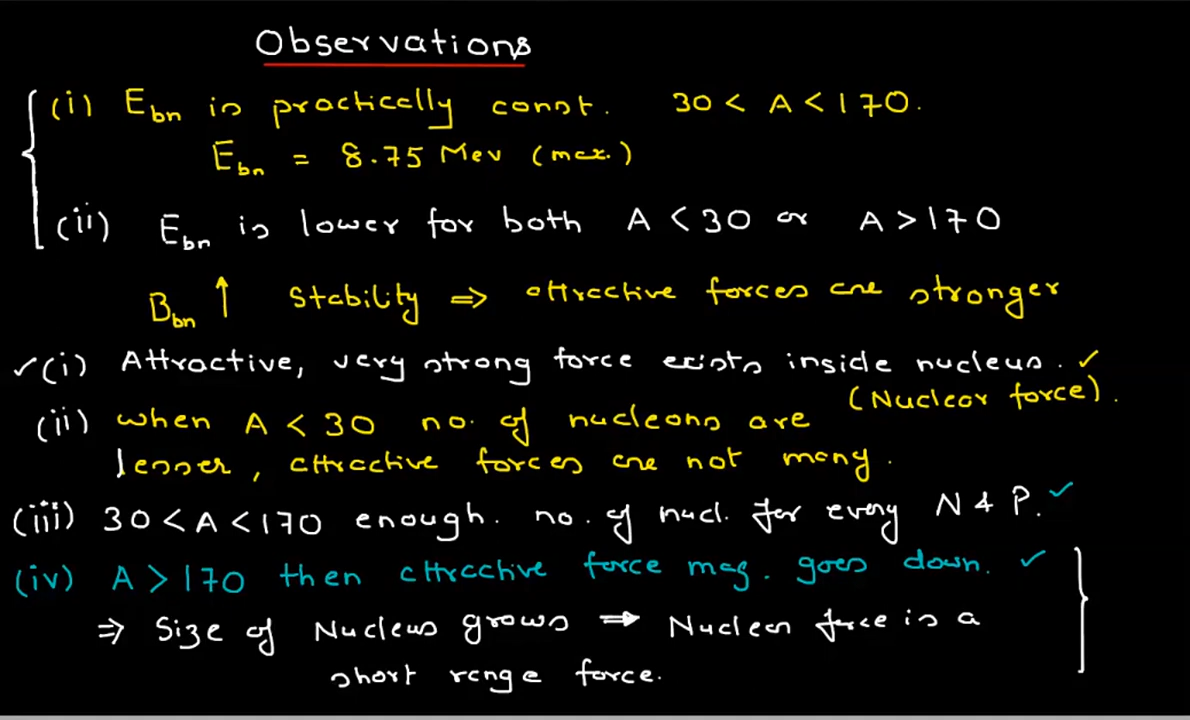 Observations
(i) Ebn is practically const. 30 < A < 170.
Ebn = 8.75 Mev (max.)
(ii) Ebn is lower for both A < 30 or A > 170
Bbn ↑ Stability ⇒ attractive forces are stronger
✓(i) Attractive, very strong force exists inside nucleus. ✓
(Nuclear force).
(ii) when A < 30 no. of nucleons are
lesser, attractive forces are not many.
(iii) 30 < A < 170 enough. no. of nucl. for every N & P. ✓
(iv) A > 170 then attractive force mag. goes down. ✓
⇒ Size of Nucleus grows ⇒ Nuclear force is a
short range force.